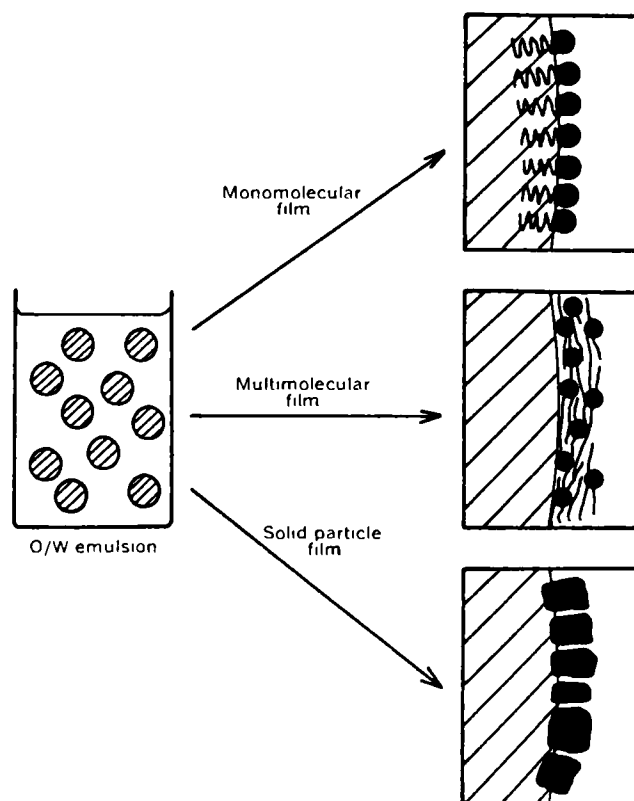 Monomolecular
film
Multimolecular
film
Solid particle
film
O/W emulsion